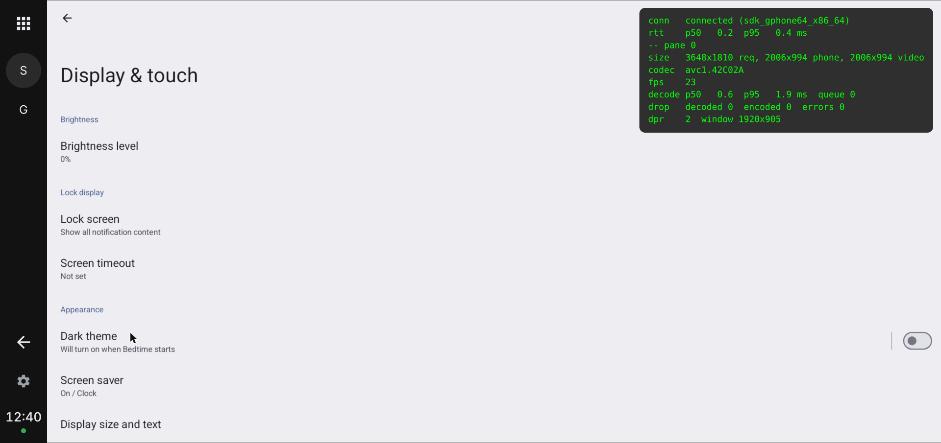 S
G
12:40
Display & touch
Brightness
Brightness level
0%
Lock display
Lock screen
Show all notification content
Screen timeout
Not set
Appearance
Dark theme
Will turn on when Bedtime starts
Screen saver
On / Clock
Display size and text
conn connected (sdk_gphone64_x86_64)
rtt p50 0.2 p95 0.4 ms
-- pane 0
size 3648x1810 req, 2006x994 phone, 2006x994 video
codec avc1.42C02A
fps 23
decode p50 0.6 p95 1.9 ms queue 0
drop decoded 0 encoded 0 errors 0
dpr 2 window 1920x905